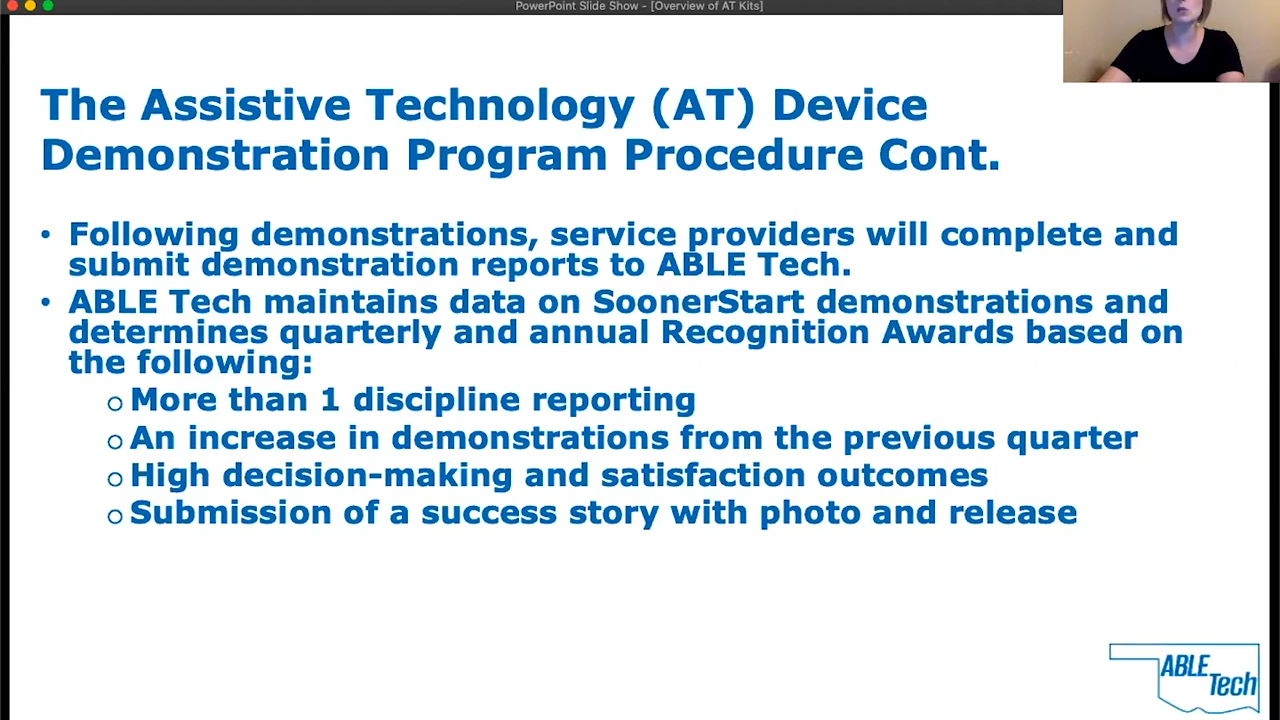 PowerPoint Slide Show - [Overview of AT Kits]
The Assistive Technology (AT) Device
Demonstration Program Procedure Cont.
• Following demonstrations, service providers will complete and
submit demonstration reports to ABLE Tech.
• ABLE Tech maintains data on SoonerStart demonstrations and
determines quarterly and annual Recognition Awards based on
the following:
o More than 1 discipline reporting
o An increase in demonstrations from the previous quarter
o High decision-making and satisfaction outcomes
o Submission of a success story with photo and release
ABLE
Tech